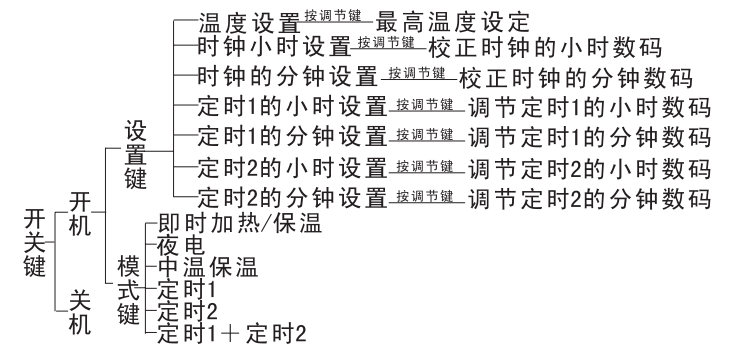 温度设置 按调节键 最高温度设定
时钟小时设置 按调节键 校正时钟的小时数码
时钟的分钟设置 按调节键 校正时钟的分钟数码
定时1的小时设置 按调节键 调节定时1的小时数码
定时1的分钟设置 按调节键 调节定时1的分钟数码
定时2的小时设置 按调节键 调节定时2的小时数码
定时2的分钟设置 按调节键 调节定时2的分钟数码
设置键
开机
开关键
即时加热/保温
夜电
中温保温
定时1
定时2
定时1+定时2
模式键
关机